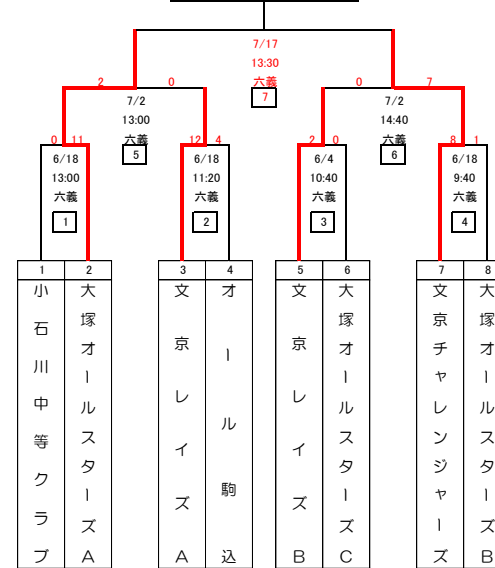 7/17
13:30
六義
7
2 0
0 7
7/2
13:00
六義
5
7/2
14:40
六義
6
0 11
12 4
2 0
8 1
6/18
13:00
六義
1
6/18
11:20
六義
2
6/4
10:40
六義
3
6/18
9:40
六義
4
1 2 3 4 5 6 7 8
小石川中等クラブ
大塚オールスターズA
文京レイズA
オール駒込
文京レイズB
大塚オールスターズC
文京チャレンジャーズ
大塚オールスターズB